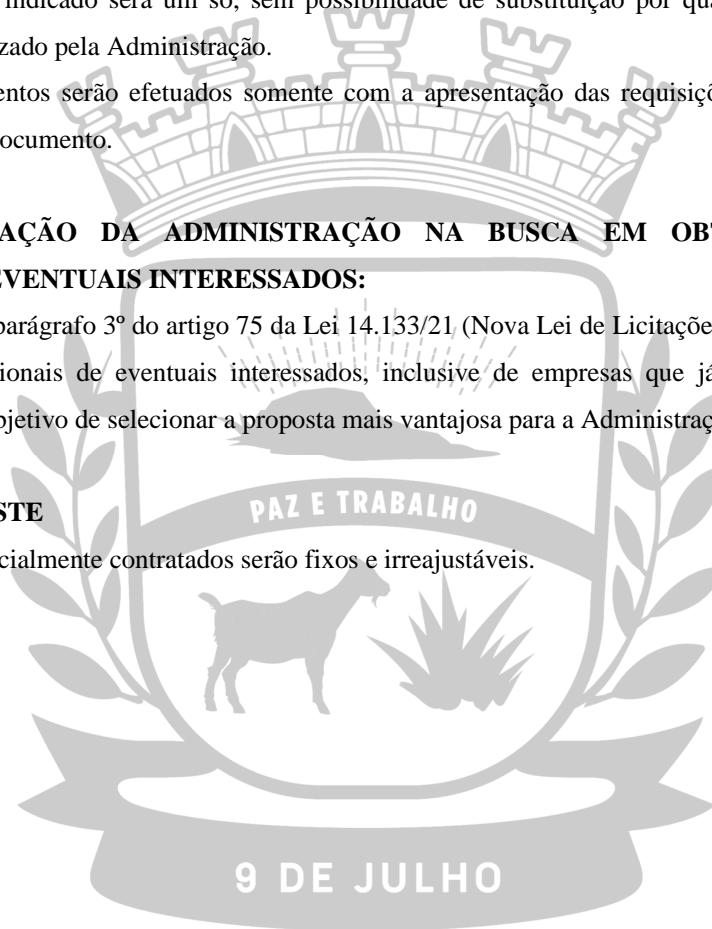 indicado será um só, sem possibilidade de substituição por qua
zado pela Administração.
entos serão efetuados somente com a apresentação das requisiçõ
ocumento.
AÇÃO DA ADMINISTRAÇÃO NA BUSCA EM OBT
EVENTUAIS INTERESSADOS:
parágrafo 3º do artigo 75 da Lei 14.133/21 (Nova Lei de Licitaçõe
ionais de eventuais interessados, inclusive de empresas que já
bjetivo de selecionar a proposta mais vantajosa para a Administraç
PAZ E TRABALHO
STE
cialmente contratados serão fixos e irreajustáveis.
9 DE JULHO